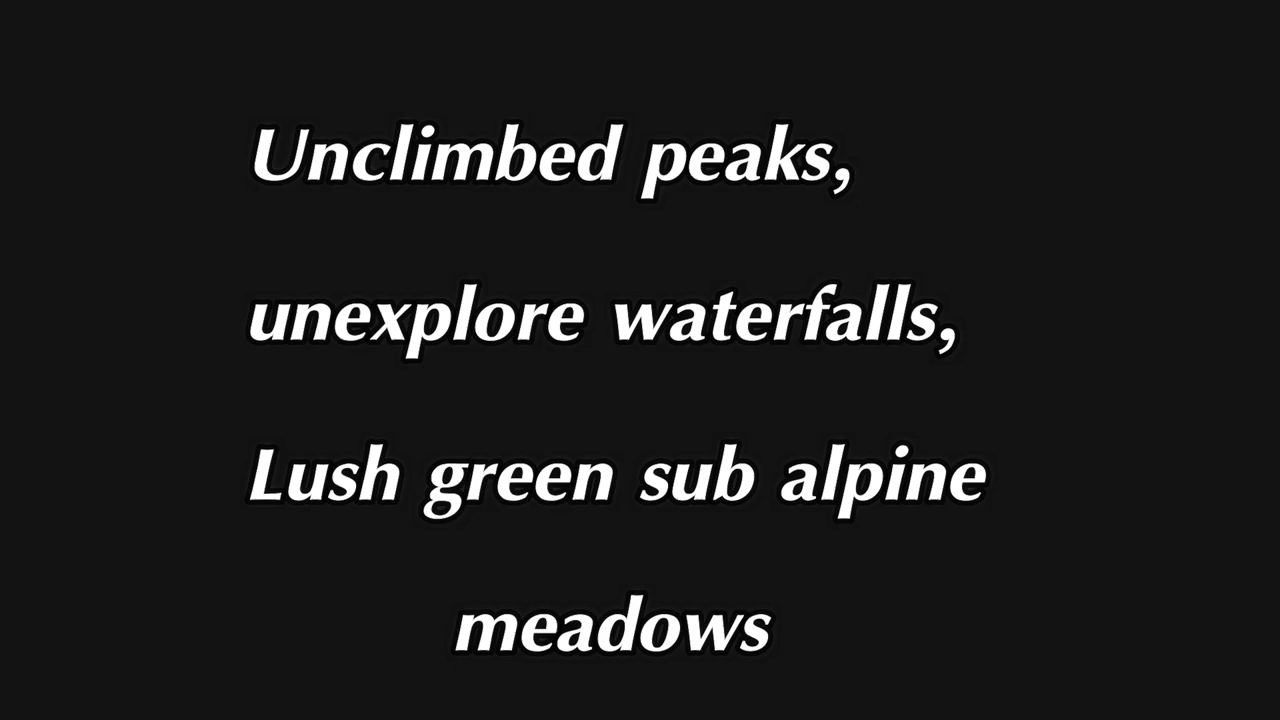 Unclimbed peaks,
unexplore waterfalls,
Lush green sub alpine
meadows